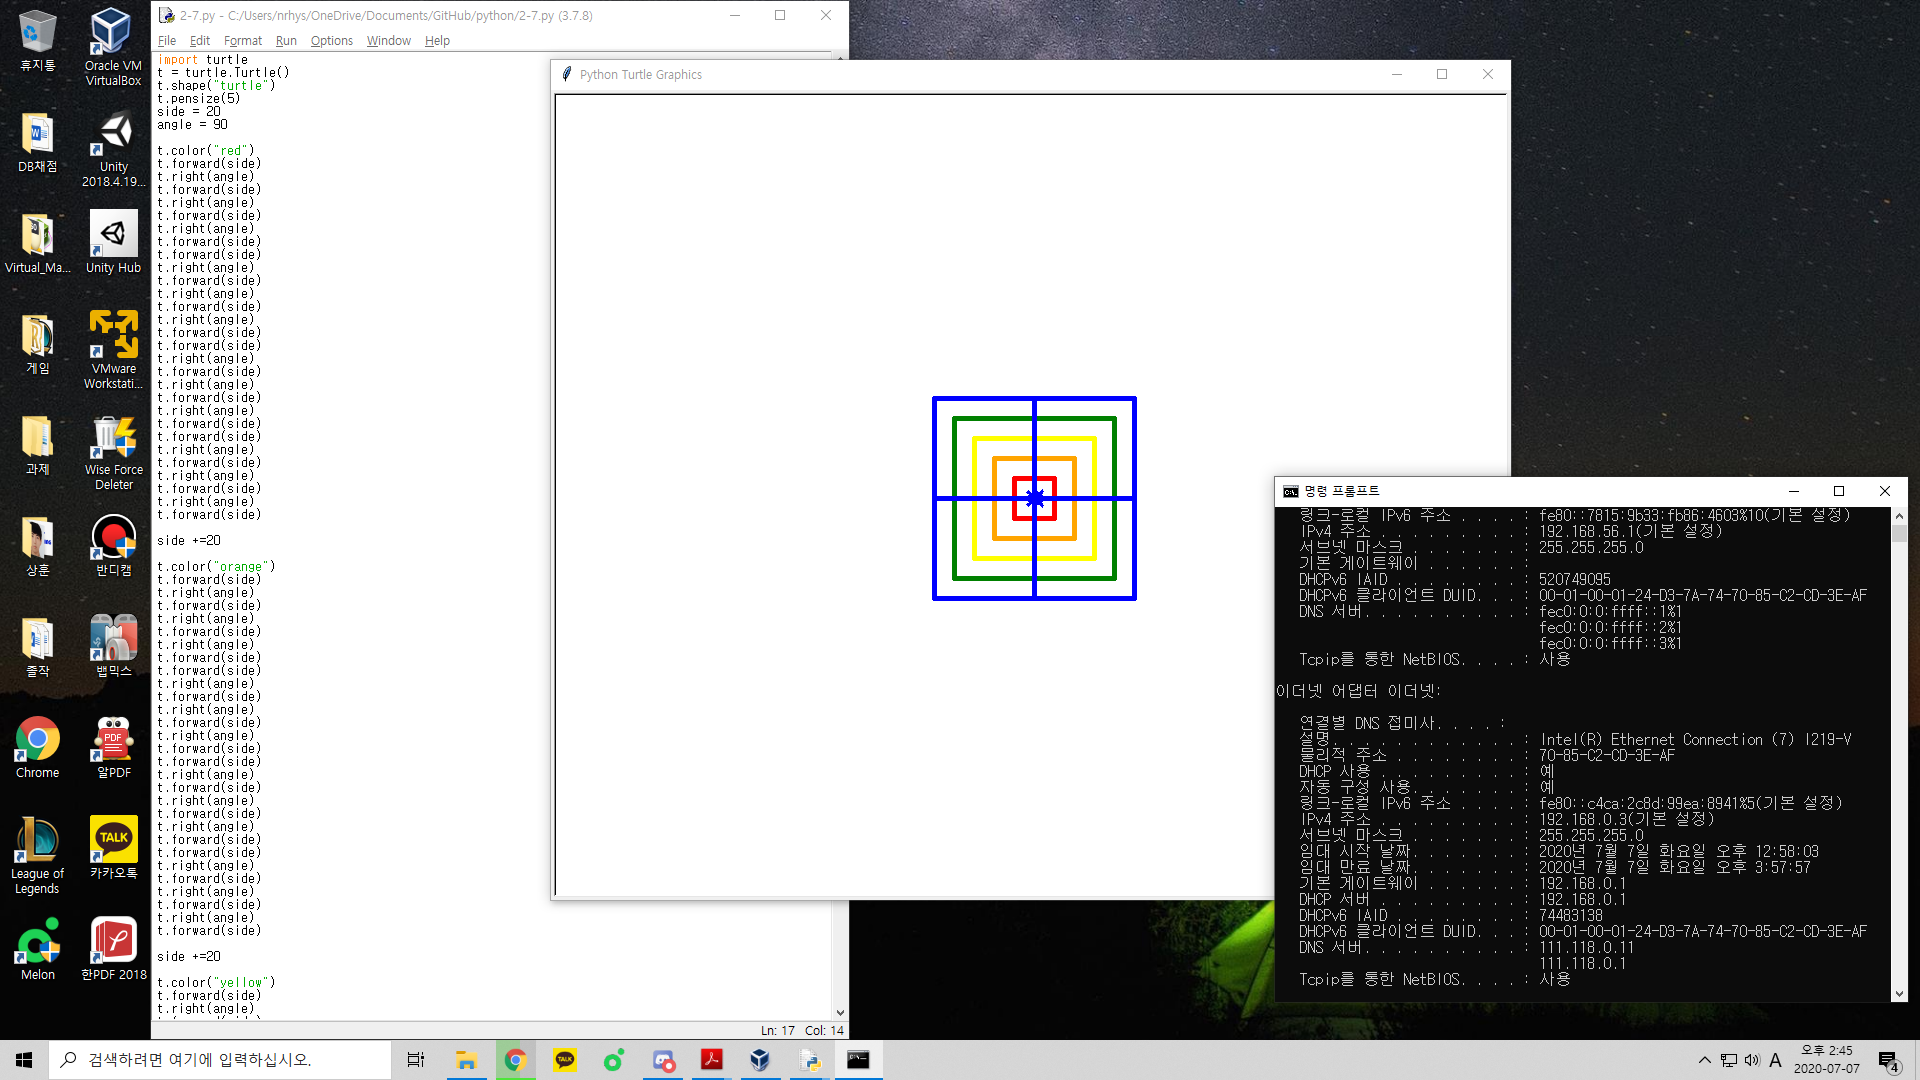 휴지통
Oracle VM
VirtualBox
DB채점
Unity
2018.4.19...
Virtual_Ma...
Unity Hub
게임
VMware
Workstati...
과제
Wise Force
Deleter
상훈
반디캠
졸작
뱁믹스
Chrome
알PDF
League of
Legends
카카오톡
Melon
한PDF 2018
2-7.py - C:/Users/nrhys/OneDrive/Documents/GitHub/python/2-7.py (3.7.8)
File Edit Format Run Options Window Help
import turtle
t = turtle.Turtle()
t.shape("turtle")
t.pensize(5)
side = 20
angle = 90
t.color("red")
t.forward(side)
t.right(angle)
t.forward(side)
t.right(angle)
t.forward(side)
t.right(angle)
t.forward(side)
t.forward(side)
t.right(angle)
t.forward(side)
t.right(angle)
t.forward(side)
t.right(angle)
t.forward(side)
t.forward(side)
t.right(angle)
t.forward(side)
t.right(angle)
t.forward(side)
t.right(angle)
t.forward(side)
t.forward(side)
t.right(angle)
t.forward(side)
t.right(angle)
t.forward(side)
t.right(angle)
t.forward(side)
side +=20
t.color("orange")
t.forward(side)
t.right(angle)
t.forward(side)
t.right(angle)
t.forward(side)
t.right(angle)
t.forward(side)
t.forward(side)
t.right(angle)
t.forward(side)
t.right(angle)
t.forward(side)
t.right(angle)
t.forward(side)
t.forward(side)
t.right(angle)
t.forward(side)
t.right(angle)
t.forward(side)
t.right(angle)
t.forward(side)
t.forward(side)
t.right(angle)
t.forward(side)
t.right(angle)
t.forward(side)
t.right(angle)
t.forward(side)
side +=20
t.color("yellow")
t.forward(side)
t.right(angle)
Ln: 17 Col: 14
Python Turtle Graphics
명령 프롬프트
링크-로컬 IPv6 주소 . . . . : fe80::7815:9b33:fb86:4603%10(기본 설정)
IPv4 주소 . . . . . . . . . : 192.168.56.1(기본 설정)
서브넷 마스크 . . . . . . . : 255.255.255.0
기본 게이트웨이 . . . . . . :
DHCPv6 IAID . . . . . . . . : 520749095
DHCPv6 클라이언트 DUID. . . : 00-01-00-01-24-D3-7A-74-70-85-C2-CD-3E-AF
DNS 서버. . . . . . . . . . : fec0:0:0:ffff::1%1
fec0:0:0:ffff::2%1
fec0:0:0:ffff::3%1
Tcpip를 통한 NetBIOS. . . . : 사용
이더넷 어댑터 이더넷:
연결별 DNS 접미사. . . . :
설명. . . . . . . . . . . . : Intel(R) Ethernet Connection (7) I219-V
물리적 주소 . . . . . . . . : 70-85-C2-CD-3E-AF
DHCP 사용 . . . . . . . . . : 예
자동 구성 사용. . . . . . . : 예
링크-로컬 IPv6 주소 . . . . : fe80::c4ca:2c8d:99ea:8941%5(기본 설정)
IPv4 주소 . . . . . . . . . : 192.168.0.3(기본 설정)
서브넷 마스크 . . . . . . . : 255.255.255.0
임대 시작 날짜. . . . . . . : 2020년 7월 7일 화요일 오후 12:58:03
임대 만료 날짜. . . . . . . : 2020년 7월 7일 화요일 오후 3:57:57
기본 게이트웨이 . . . . . . : 192.168.0.1
DHCP 서버 . . . . . . . . . : 192.168.0.1
DHCPv6 IAID . . . . . . . . : 74483138
DHCPv6 클라이언트 DUID. . . : 00-01-00-01-24-D3-7A-74-70-85-C2-CD-3E-AF
DNS 서버. . . . . . . . . . : 111.118.0.11
111.118.0.1
Tcpip를 통한 NetBIOS. . . . : 사용
검색하려면 여기에 입력하십시오.
A
오후 2:45
2020-07-07
4